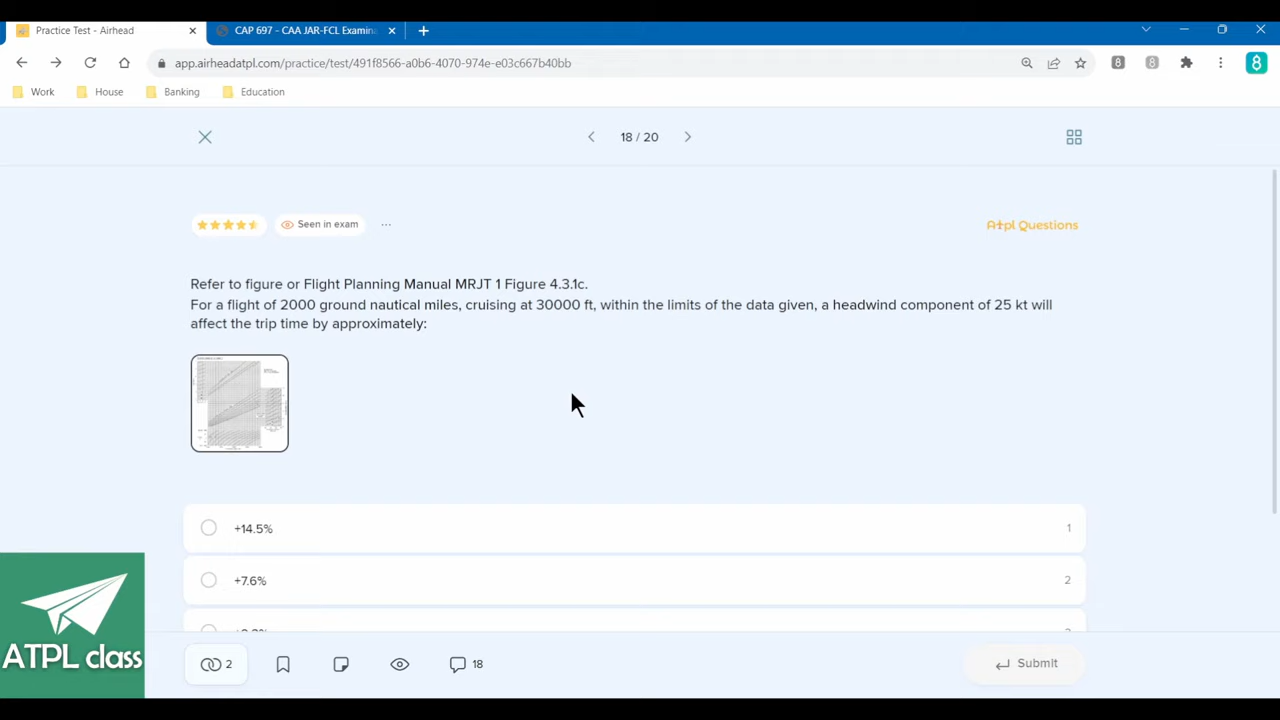 Practice Test - Airhead
CAP 697 - CAA JAR-FCL Examina
app.airheadatpl.com/practice/test/491f8566-a0b6-4070-974e-e03c667b40bb
Work
House
Banking
Education
18 / 20
Seen in exam
Atpl Questions
Refer to figure or Flight Planning Manual MRJT 1 Figure 4.3.1c.
For a flight of 2000 ground nautical miles, cruising at 30000 ft, within the limits of the data given, a headwind component of 25 kt will
affect the trip time by approximately:
+14.5%
1
+7.6%
2
ATPL class
2
18
Submit